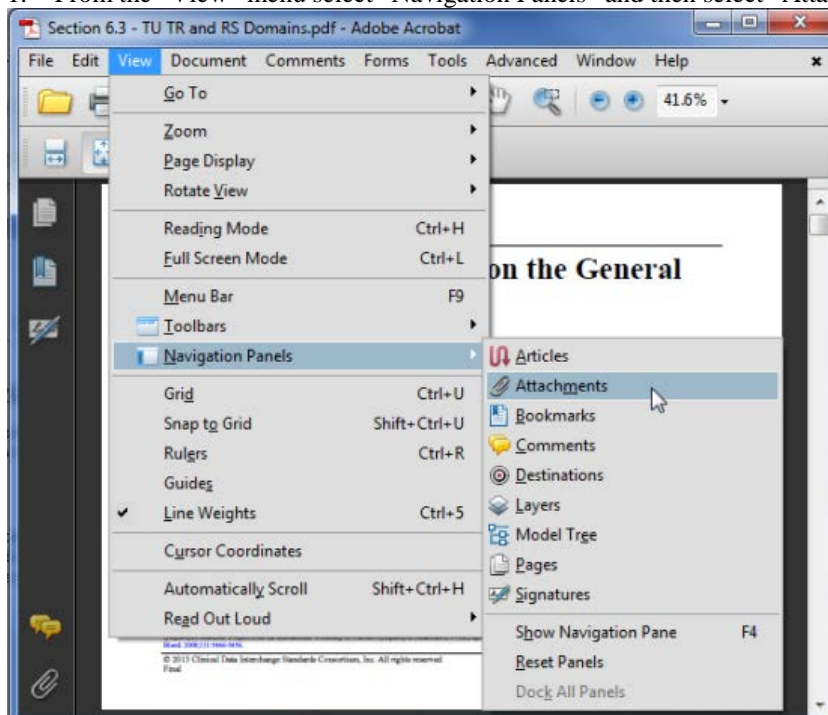 1. From the "View" menu select "Navigation Panels" and then select "Atta
Section 6.3 - TU TR and RS Domains.pdf - Adobe Acrobat
File Edit View Document Comments Forms Tools Advanced Window Help
41.6%
Go To
Zoom
Page Display
Rotate View
Reading Mode Ctrl+H
Full Screen Mode Ctrl+L
on the General
Menu Bar F9
Toolbars
Navigation Panels
Articles
Attachments
Grid Ctrl+U
Snap to Grid Shift+Ctrl+U
Bookmarks
Rulers Ctrl+R
Comments
Guides
Destinations
Line Weights Ctrl+5
Layers
Model Tree
Cursor Coordinates
Pages
Automatically Scroll Shift+Ctrl+H
Signatures
Read Out Loud
Show Navigation Pane F4
Reset Panels
Dock All Panels
© 2013 Clinical Data Interchange Standards Consortium, Inc. All rights reserved
Final